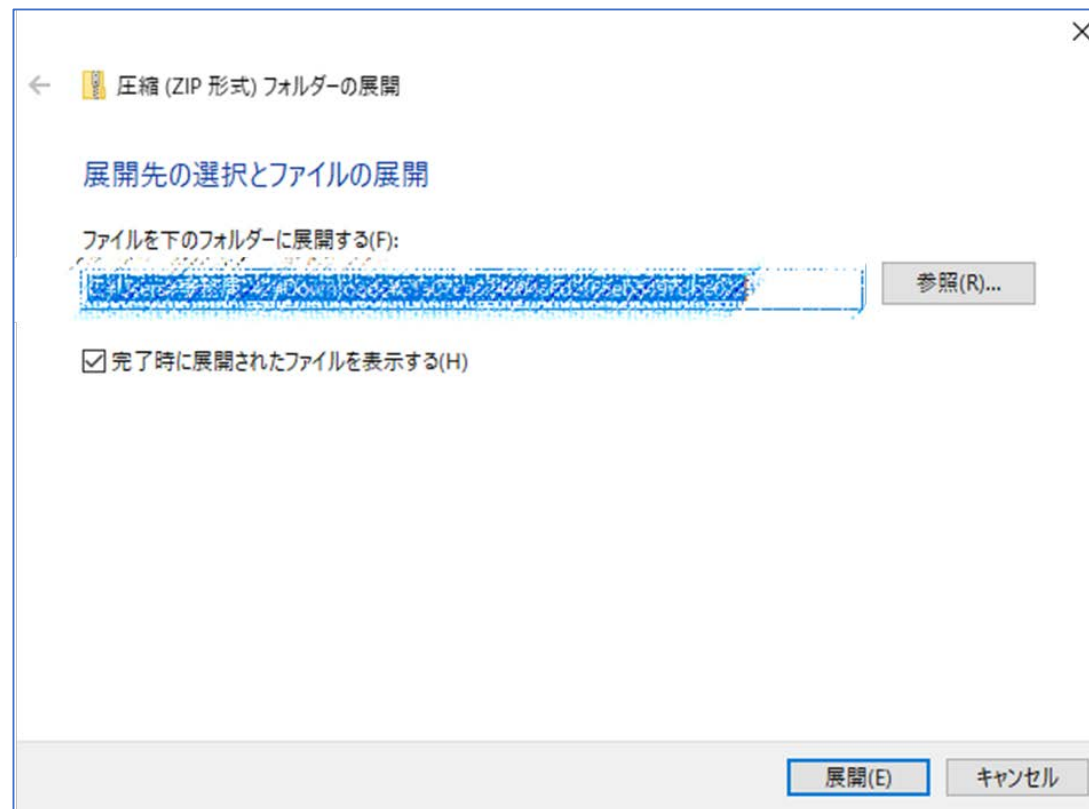 圧縮 (ZIP 形式) フォルダーの展開
展開先の選択とファイルの展開
ファイルを下のフォルダーに展開する(F):
参照(R)...
完了時に展開されたファイルを表示する(H)
展開(E)
キャンセル